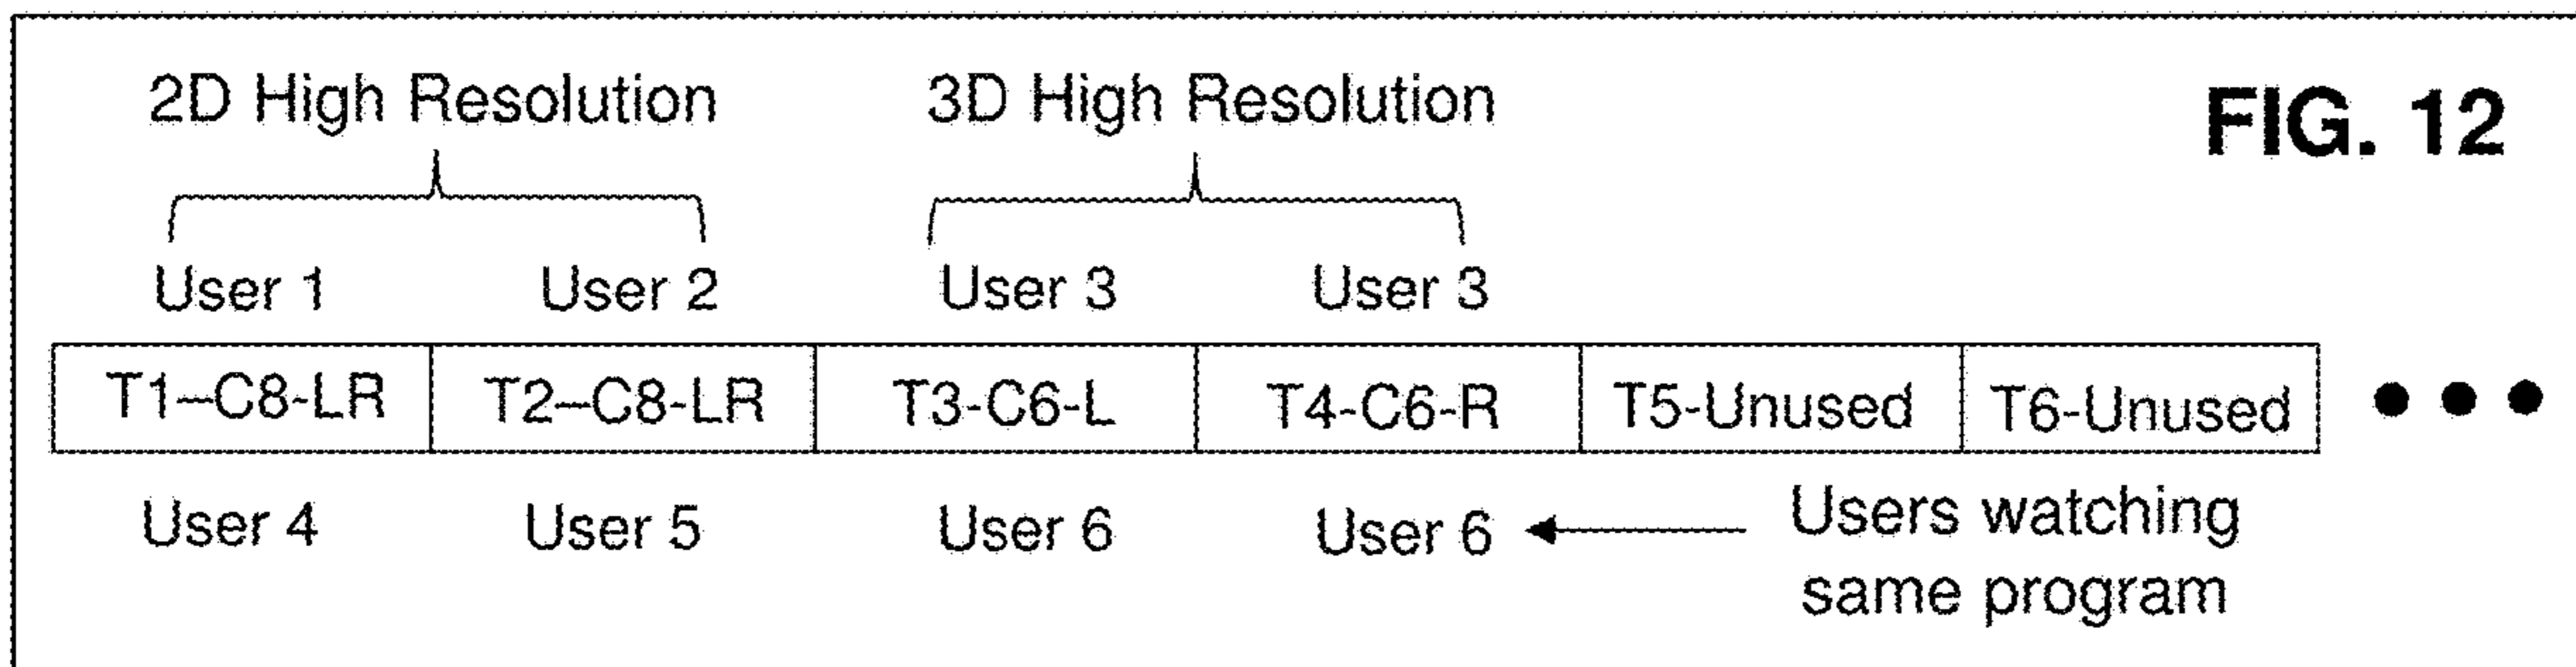 2D High Resolution 3D High Resolution FIG. 12
User 1 User 2 User 3 User 3
T1–C8-LR T2–C8-LR T3-C6-L T4-C6-R T5-Unused T6-Unused
User 4 User 5 User 6 User 6 Users watching
same program